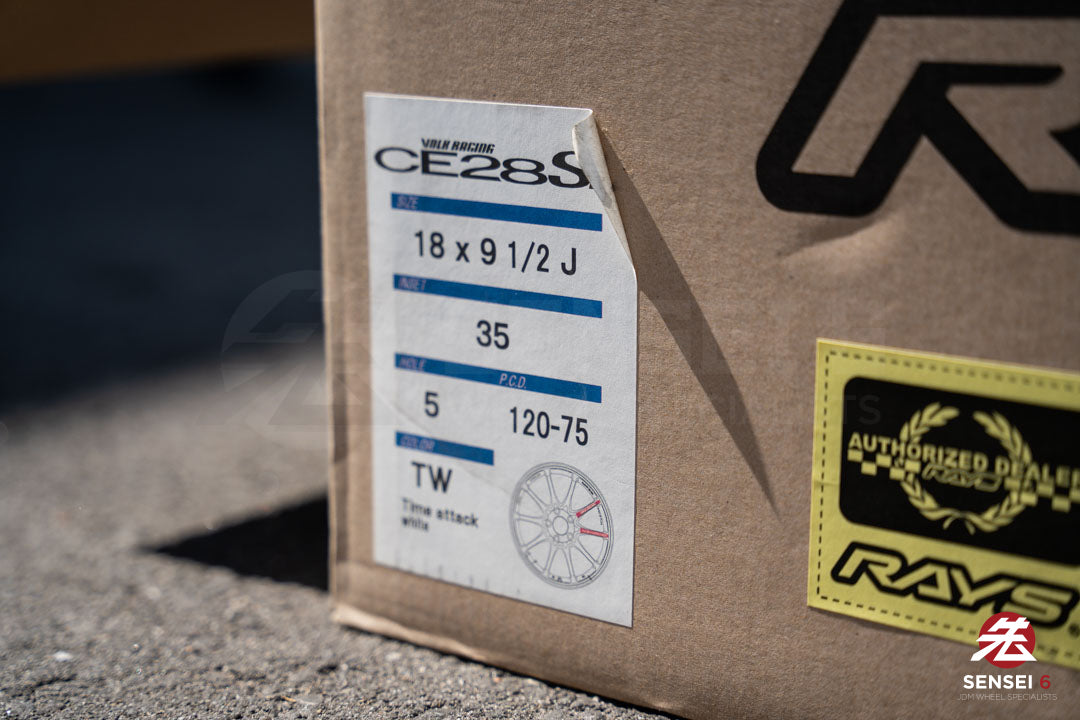 VOLK RACING
CE28S
SIZE
18 x 9 1/2 J
INSET
35
HOLE P.C.D.
5 120-75
COLOR
TW
Time attack
white
AUTHORIZED DEALER
RAYS
RAYS
SENSEI 6
JDM WHEEL SPECIALISTS